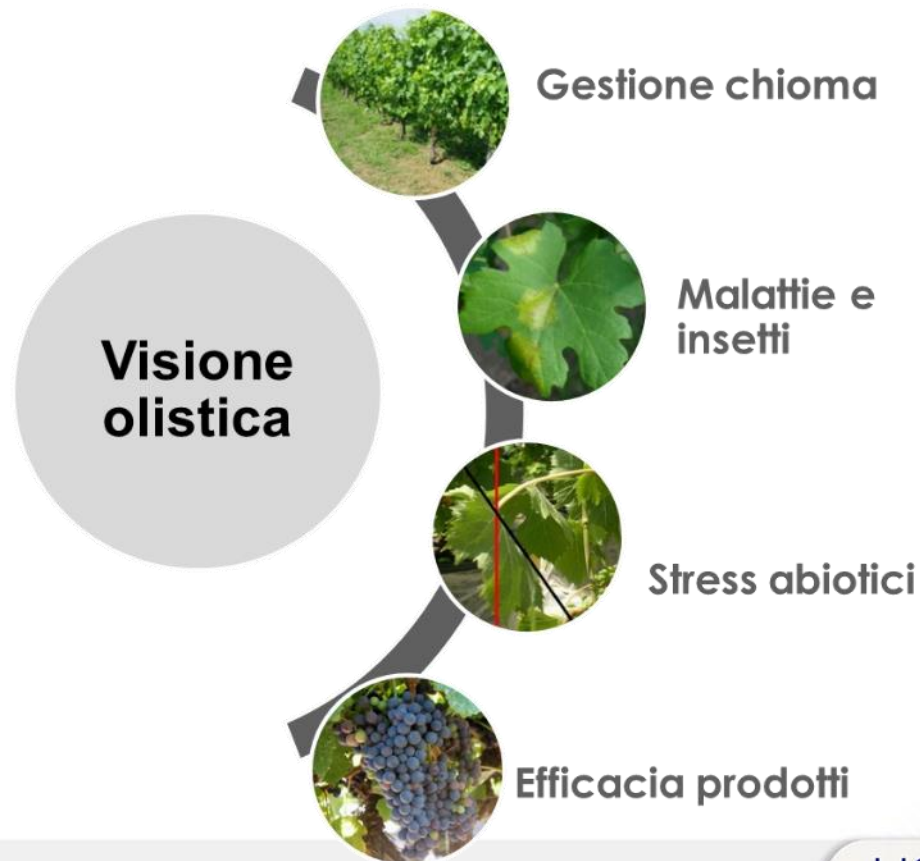 Gestione chioma
Malattie e
insetti
Visione
olistica
Stress abiotici
Efficacia prodotti